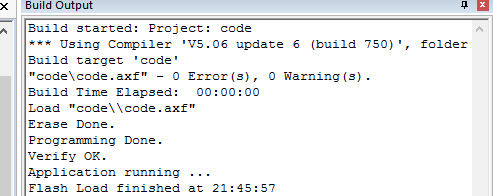 Build Output
Build started: Project: code
*** Using Compiler 'V5.06 update 6 (build 750)', folder
Build target 'code'
"code\code.axf" - 0 Error(s), 0 Warning(s).
Build Time Elapsed:  00:00:00
Load "code\\code.axf"
Erase Done.
Programming Done.
Verify OK.
Application running ...
Flash Load finished at 21:45:57